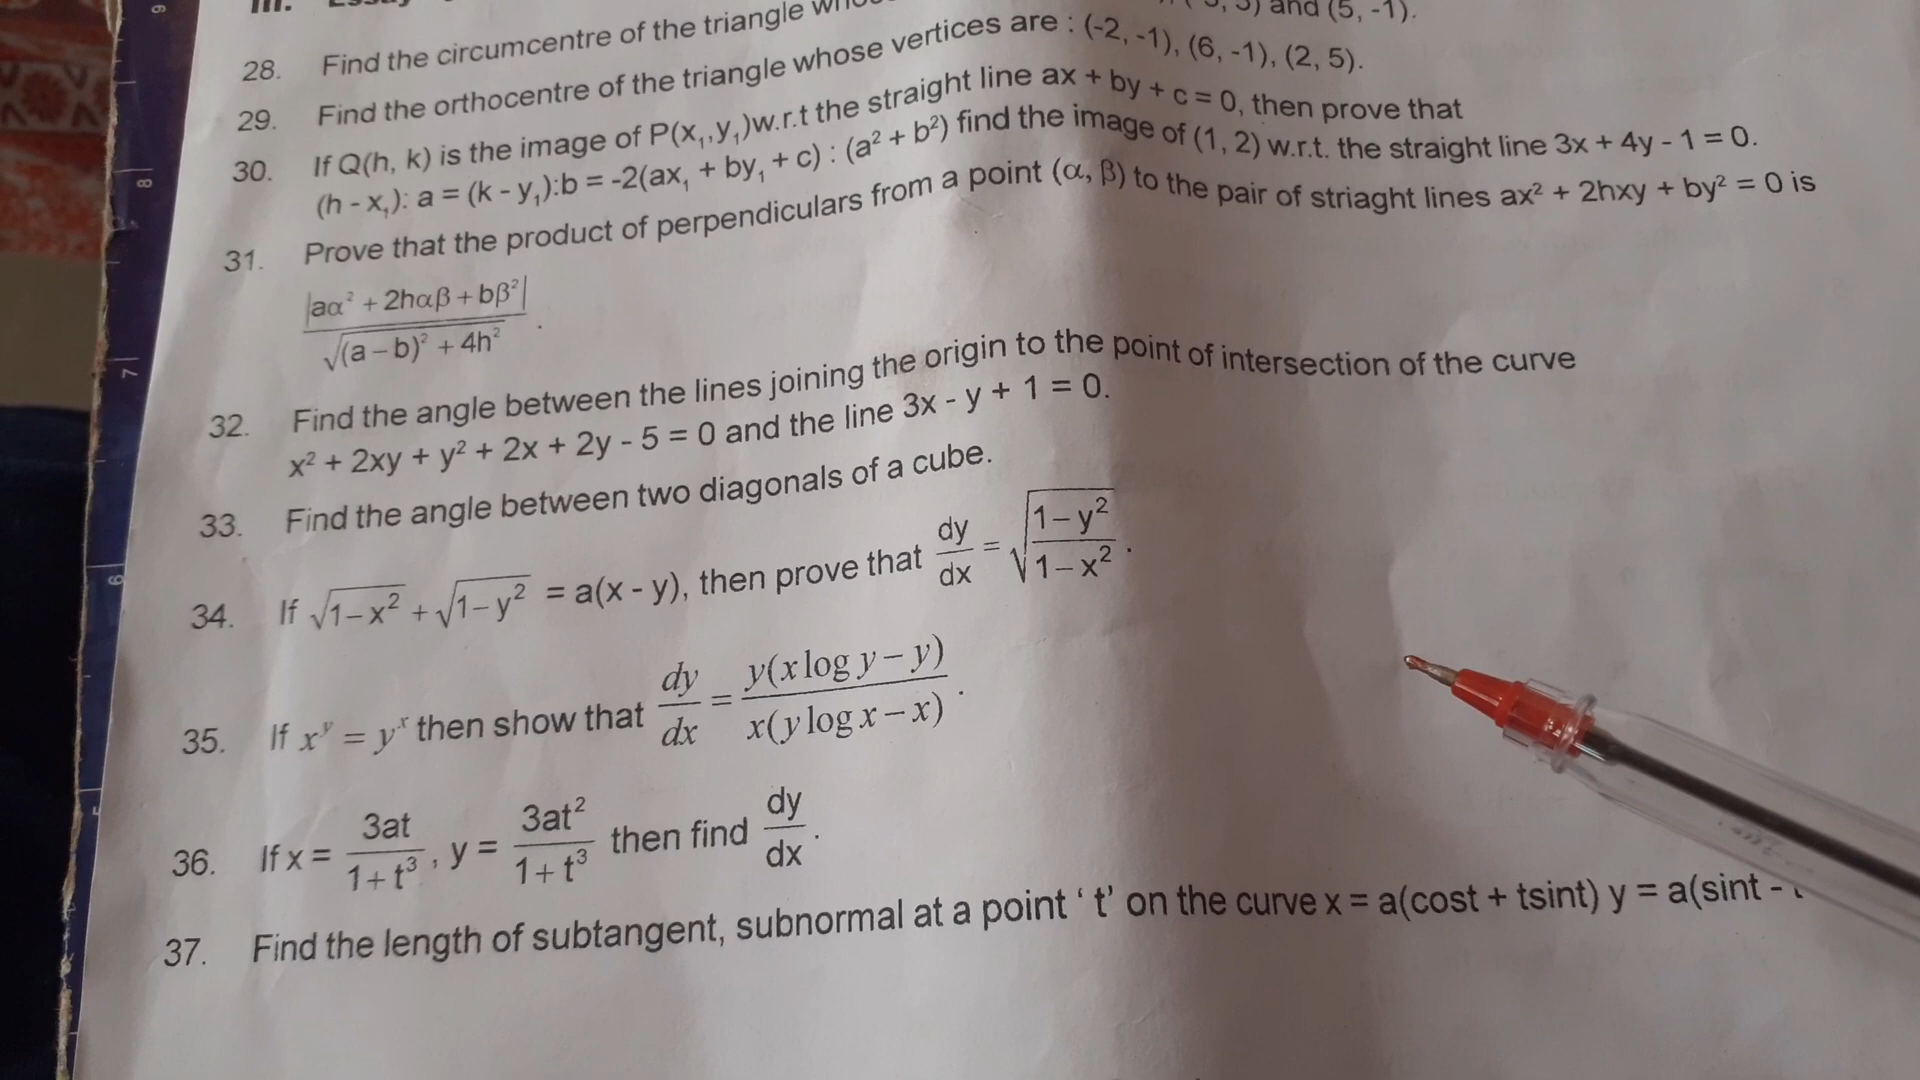 III.
28. Find the circumcentre of the triangle and (5, -1).
29. Find the orthocentre of the triangle whose vertices are : (-2, -1), (6, -1), (2, 5).
30. If Q(h, k) is the image of P(x₁,y₁)w.r.t the straight line ax + by + c = 0, then prove that
(h - x₁): a = (k - y₁):b = -2(ax₁ + by₁ + c) : (a² + b²) find the image of (1, 2) w.r.t. the straight line 3x + 4y - 1 = 0.
31. Prove that the product of perpendiculars from a point (α, β) to the pair of striaght lines ax² + 2hxy + by² = 0 is
|aα² + 2hαβ + bβ²| / √((a – b)² + 4h²) .
32. Find the angle between the lines joining the origin to the point of intersection of the curve
x² + 2xy + y² + 2x + 2y - 5 = 0 and the line 3x - y + 1 = 0.
33. Find the angle between two diagonals of a cube.
34. If √(1–x²) + √(1–y²) = a(x - y), then prove that dy/dx = √((1–y²)/(1–x²)) .
35. If x^y = y^x then show that dy/dx = y(x log y – y) / x(y log x – x) .
36. If x = 3at/(1+t³) , y = 3at²/(1+t³) then find dy/dx .
37. Find the length of subtangent, subnormal at a point ' t' on the curve x = a(cost + tsint) y = a(sint -
9
8
7
6